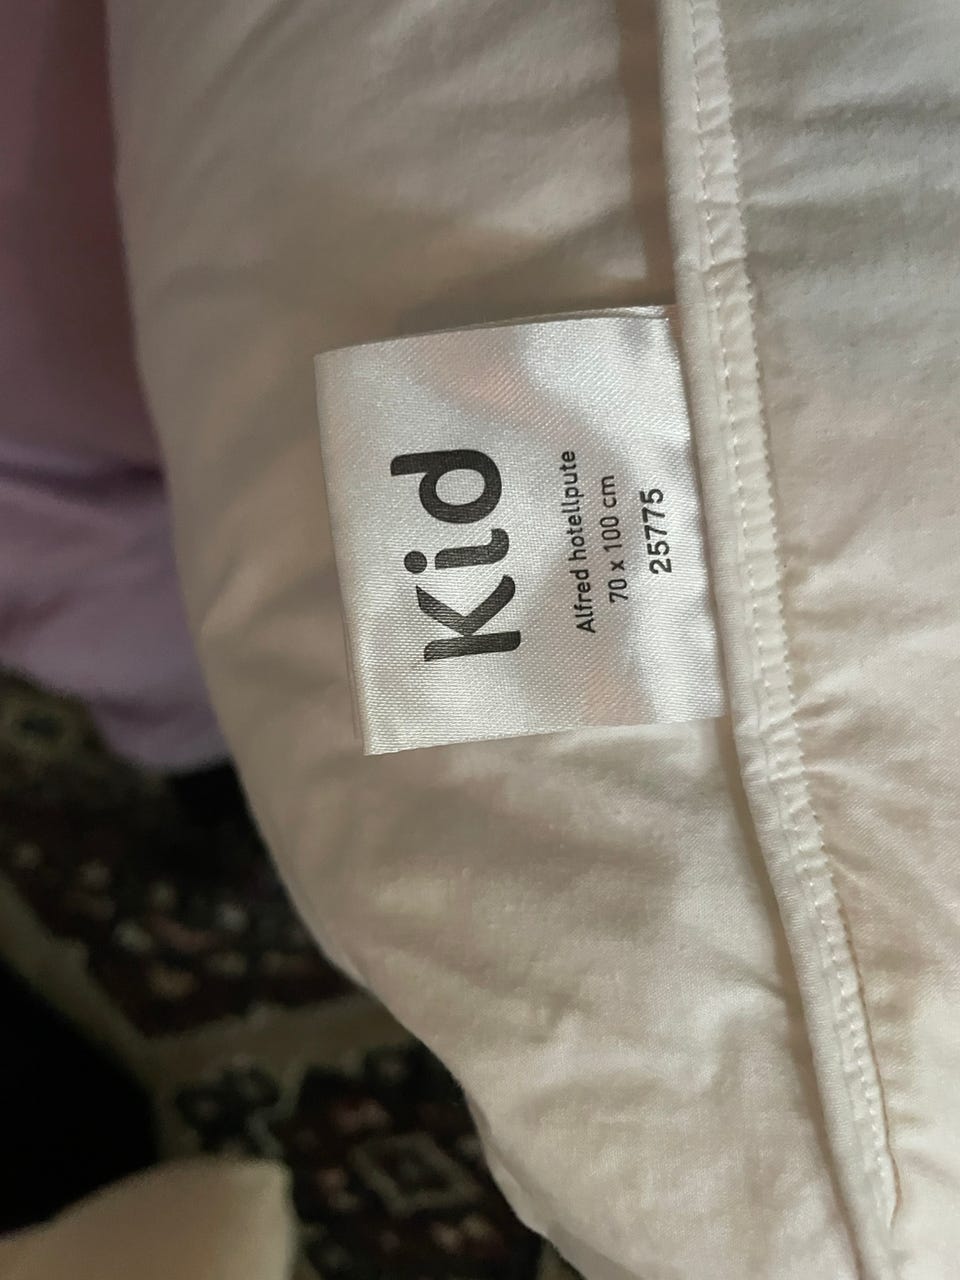 Kid
Alfred hotellpute
70 x 100 cm
25775